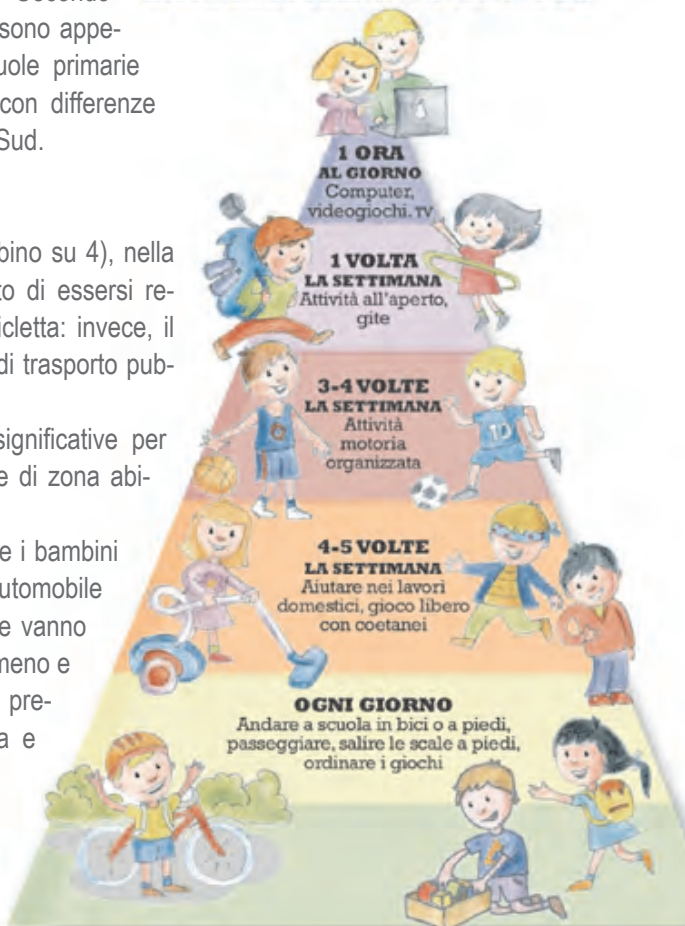 sono appe-
uole primarie
con differenze
Sud.
bino su 4), nella
to di essersi re-
icletta: invece, il
di trasporto pub-
significative per
e di zona abi-
e i bambini
automobile
e vanno
meno e
pre-
a e
1 ORA
AL GIORNO
Computer,
videogiochi, TV
1 VOLTA
LA SETTIMANA
Attività all'aperto,
gite
3-4 VOLTE
LA SETTIMANA
Attività
motoria
organizzata
4-5 VOLTE
LA SETTIMANA
Aiutare nei lavori
domestici, gioco libero
con coetanei
OGNI GIORNO
Andare a scuola in bici o a piedi,
passeggiare, salire le scale a piedi,
ordinare i giochi